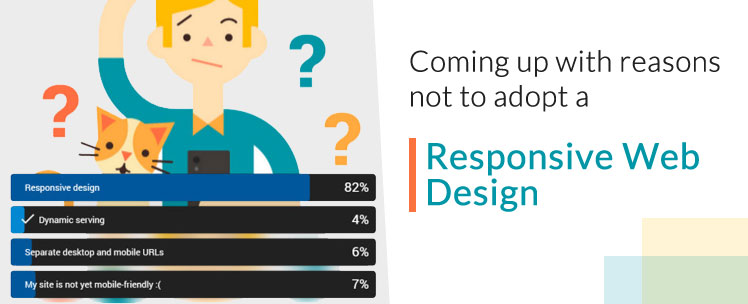 ? ? ?
Responsive design 82%
Dynamic serving 4%
Separate desktop and mobile URLs 6%
My site is not yet mobile-friendly :( 7%
Coming up with reasons
not to adopt a
Responsive Web
Design